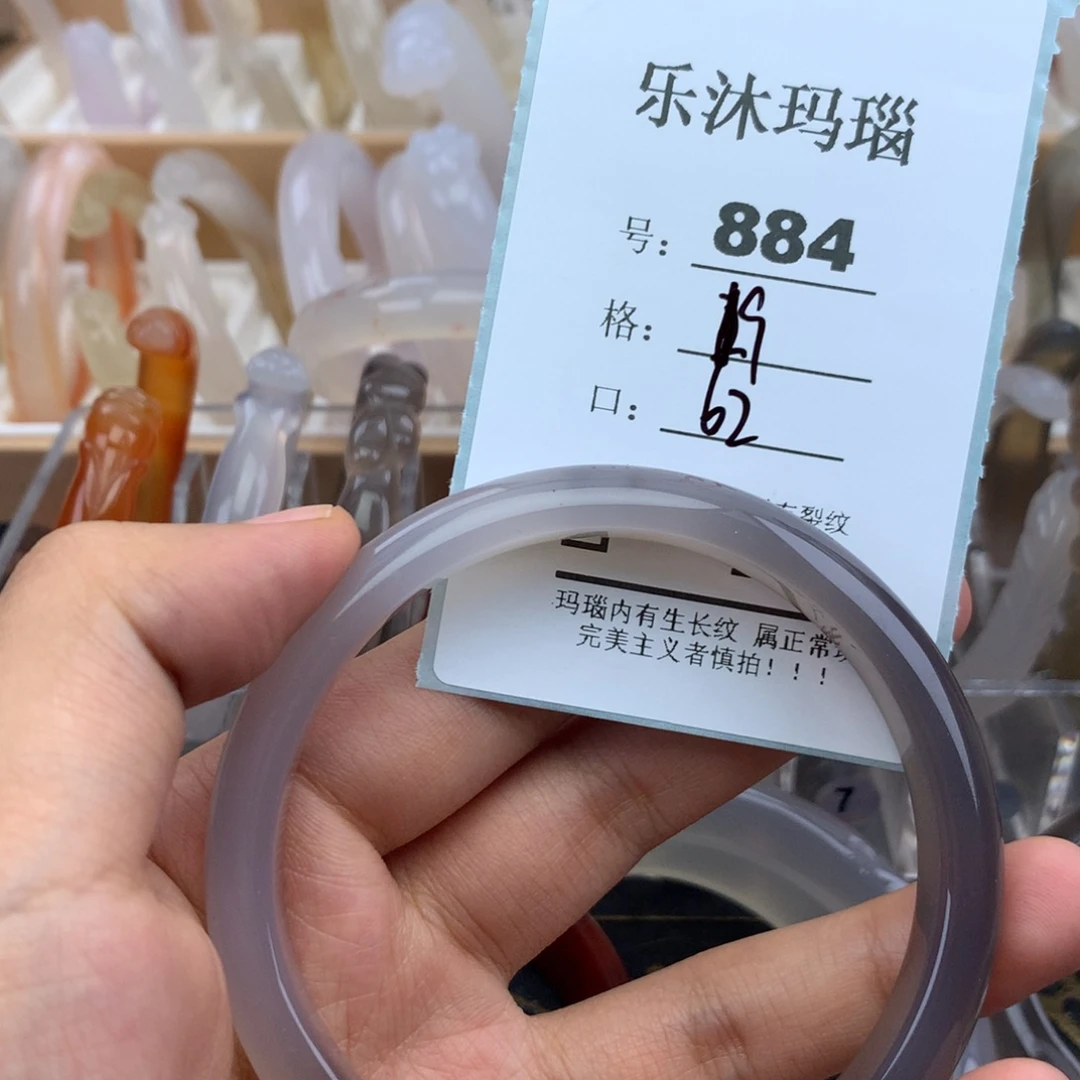 乐沐玛瑙
号：884
格：
口：62
裂纹
玛瑙内有生长纹 属正常
完美主义者慎拍！！！
7